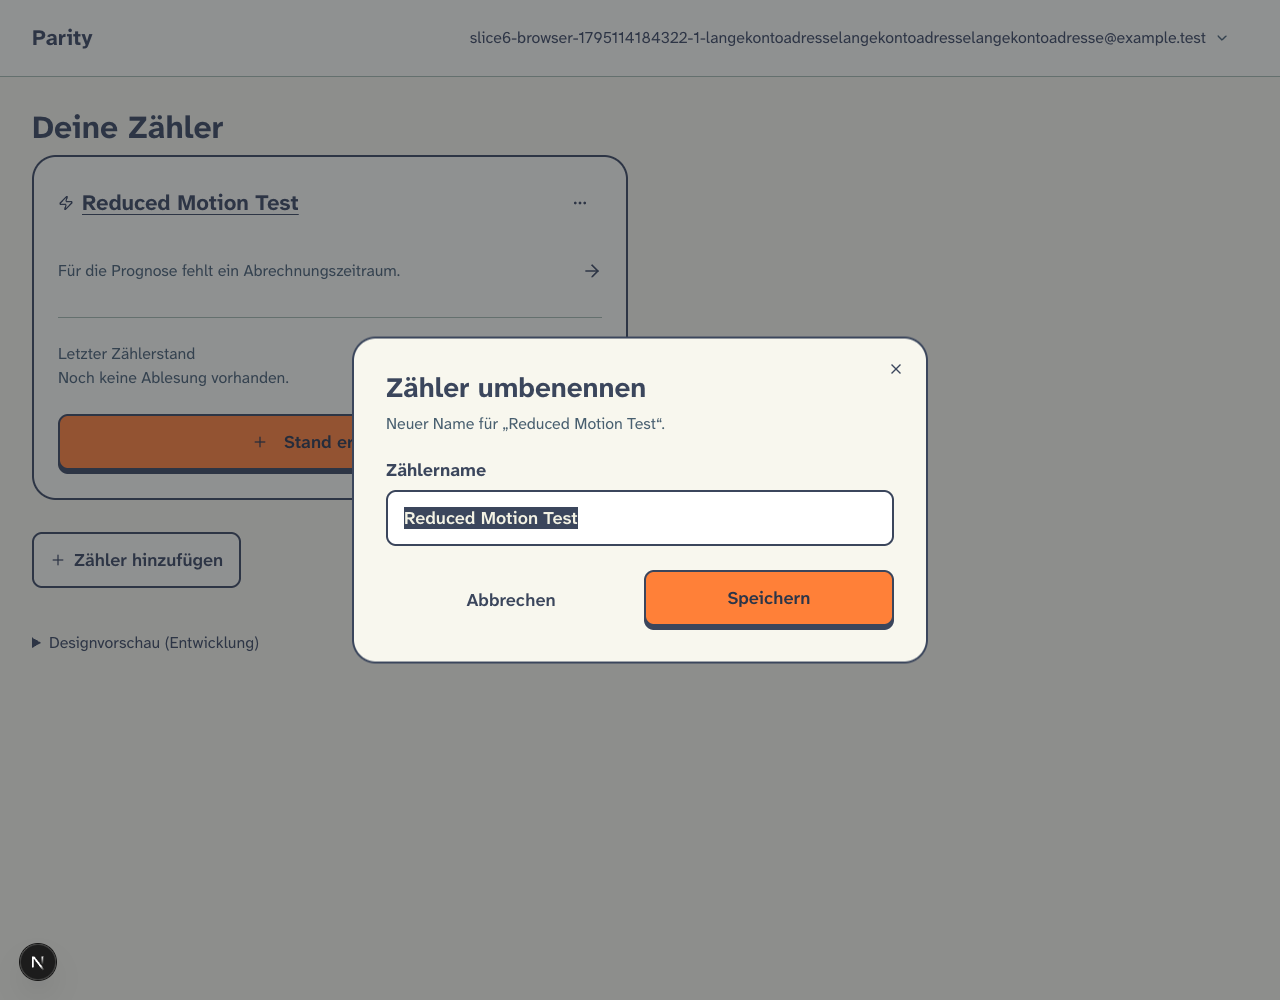 Parity
slice6-browser-1795114184322-1-langekontoadresselangekontoadresselangekontoadresse@example.test
Deine Zähler
Reduced Motion Test
Für die Prognose fehlt ein Abrechnungszeitraum.
Letzter Zählerstand
Noch keine Ablesung vorhanden.
+ Stand
+ Zähler hinzufügen
Designvorschau (Entwicklung)
Zähler umbenennen
Neuer Name für „Reduced Motion Test“.
Zählername
Reduced Motion Test
Abbrechen
Speichern
N